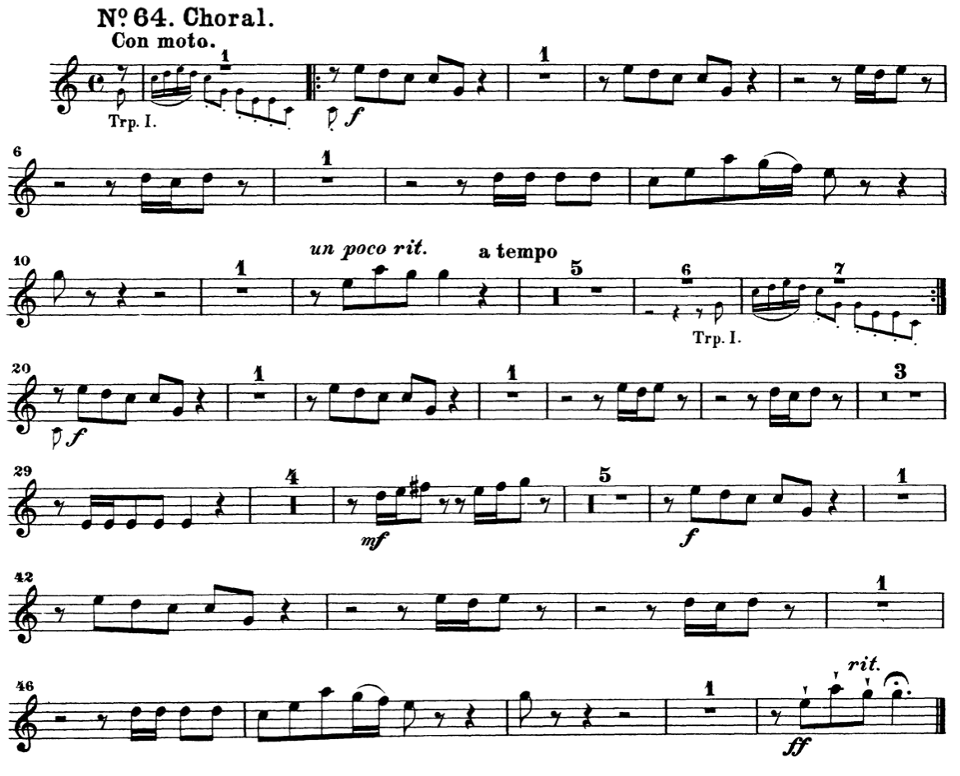 Nº 64. Choral.
Con moto.
1
1
Trp. I.
f
6
1
10
un poco rit.
a tempo
1
5
6
7
Trp. I.
20
1
1
3
f
29
4
5
1
mf
f
42
1
46
rit.
1
ff